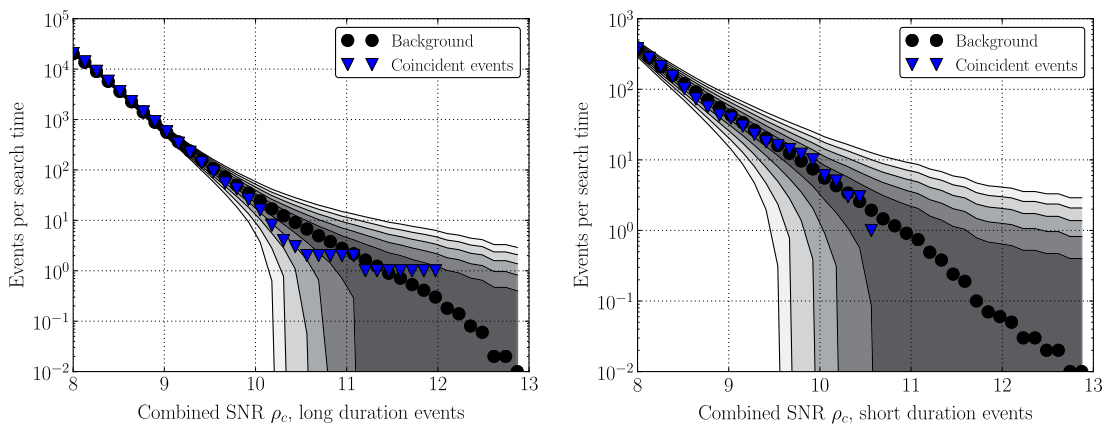 10^5
10^4
10^3
10^2
10^1
10^0
10^−1
10^−2
Events per search time
8 9 10 11 12 13
Combined SNR ρ_c, long duration events
Background
Coincident events
10^3
10^2
10^1
10^0
10^−1
10^−2
Events per search time
8 9 10 11 12 13
Combined SNR ρ_c, short duration events
Background
Coincident events